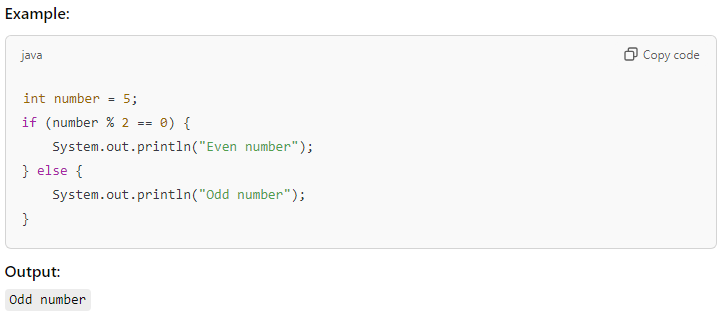 Example:
java
Copy code
int number = 5;
if (number % 2 == 0) {
    System.out.println("Even number");
} else {
    System.out.println("Odd number");
}
Output:
Odd number